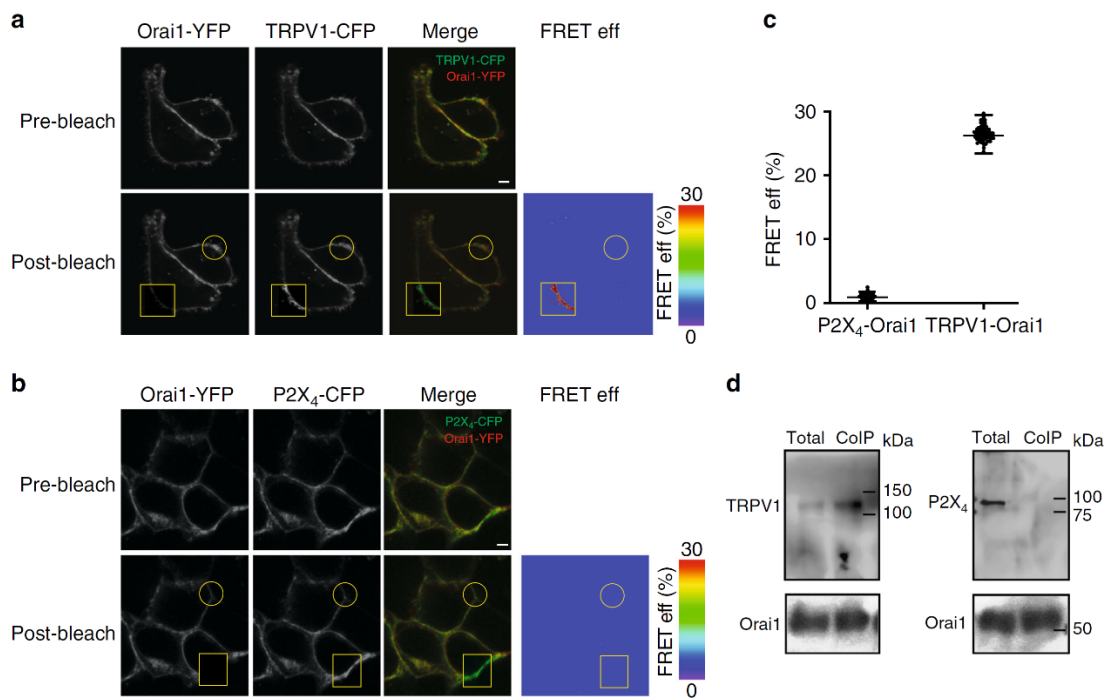 a
Orai1-YFP TRPV1-CFP Merge FRET eff
TRPV1-CFP
Orai1-YFP
Pre-bleach
Post-bleach
30
FRET eff (%)
0
b
Orai1-YFP P2X₄-CFP Merge FRET eff
P2X₄-CFP
Orai1-YFP
Pre-bleach
Post-bleach
30
FRET eff (%)
0
c
30
20
10
0
FRET eff (%)
P2X₄-Orai1 TRPV1-Orai1
d
Total CoIP kDa
TRPV1
150
100
Orai1
Total CoIP kDa
P2X₄
100
75
Orai1
50